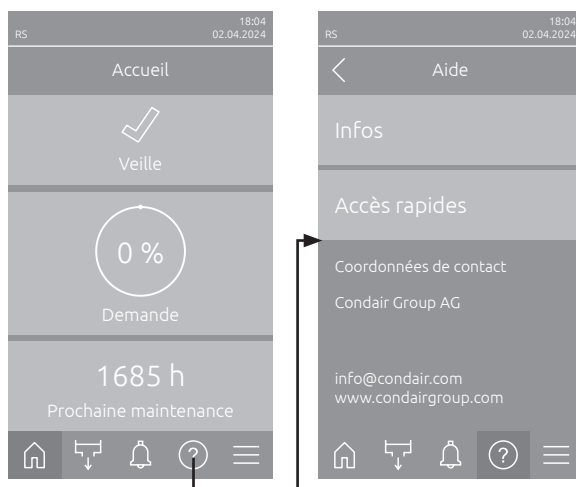 18:04
RS 02.04.2024
Accueil
Veille
0 %
Demande
1685 h
Prochaine maintenance
?
18:04
RS 02.04.2024
Aide
Infos
Accès rapides
Coordonnées de contact
Condair Group AG
info@condair.com
www.condairgroup.com
?